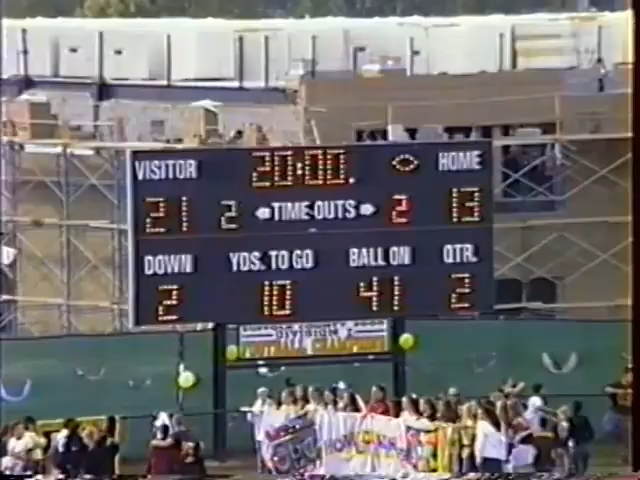 VISITOR 20:00. HOME
21 2 TIME OUTS 2 13
DOWN YDS. TO GO BALL ON QTR.
2 10 41 2
DIVISION